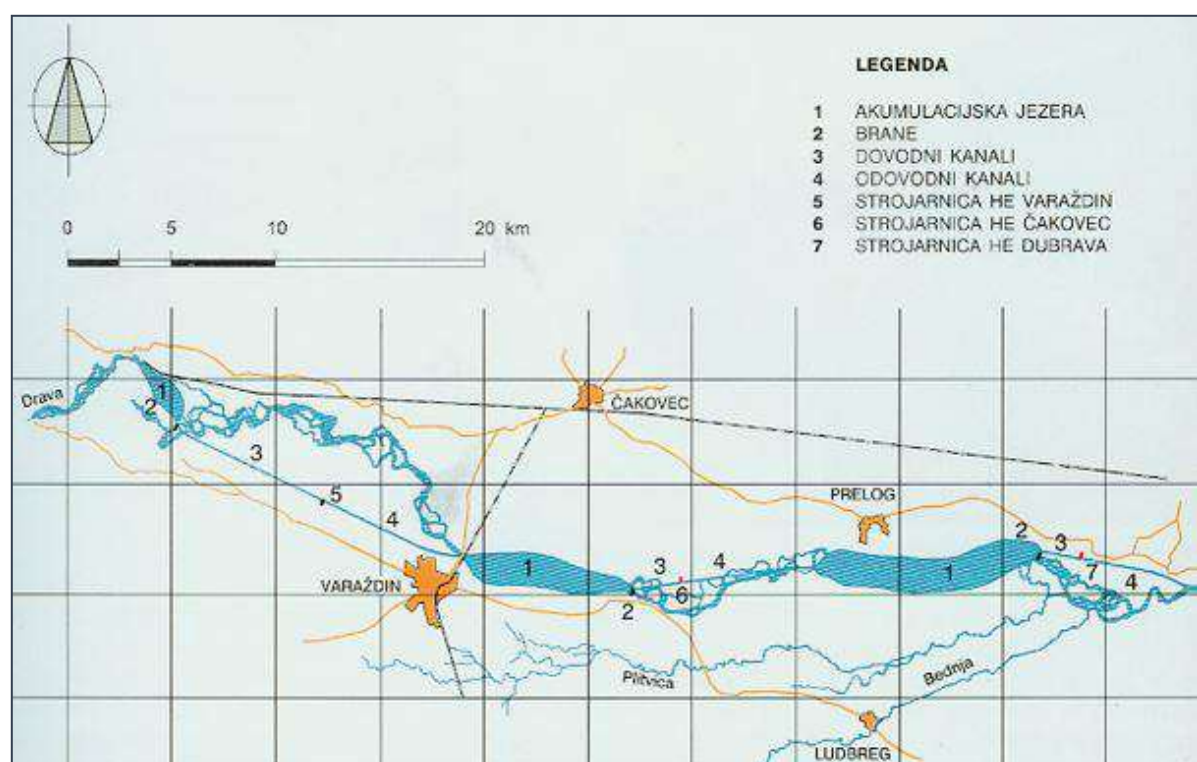 LEGENDA
1 AKUMULACIJSKA JEZERA
2 BRANE
3 DOVODNI KANALI
4 ODOVODNI KANALI
5 STROJARNICA HE VARAŽDIN
6 STROJARNICA HE ČAKOVEC
7 STROJARNICA HE DUBRAVA
0 5 10 20 km
Drava
1
2
ČAKOVEC
3
5
4
PRELOG
VARAŽDIN
1
3 4
6
2
1
2 3
7
4
Plitvica
Bednja
LUDBREG